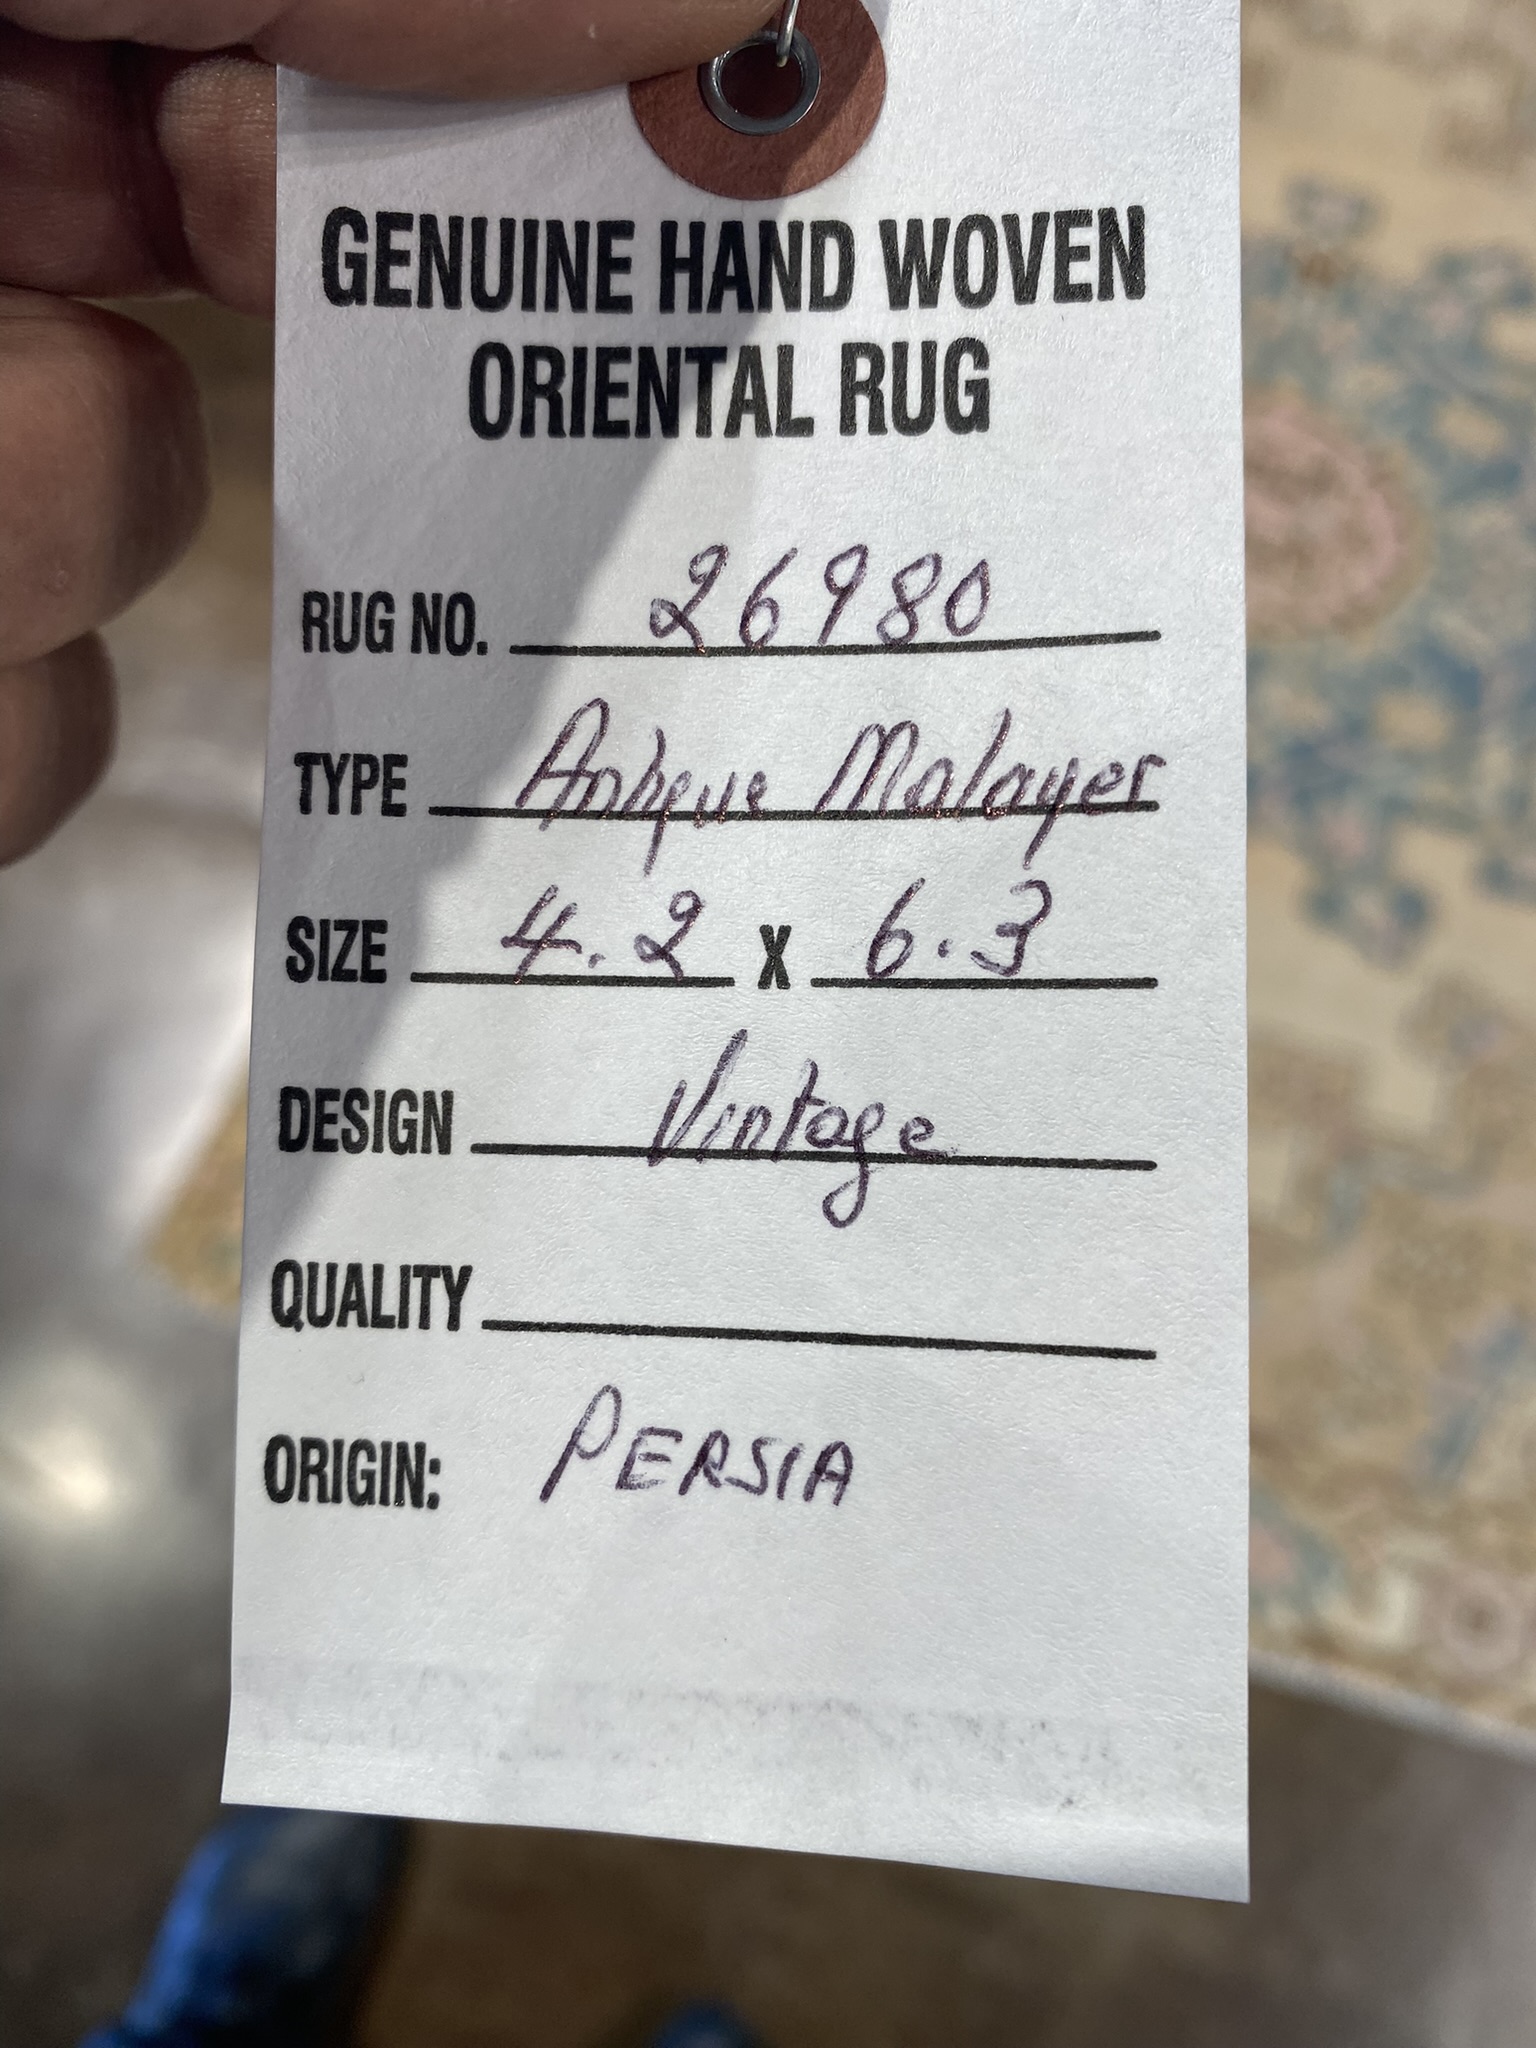 GENUINE HAND WOVEN
ORIENTAL RUG
RUG NO. 26980
TYPE Antique Malayer
SIZE 4.2 X 6.3
DESIGN Vintage
QUALITY
ORIGIN: PERSIA